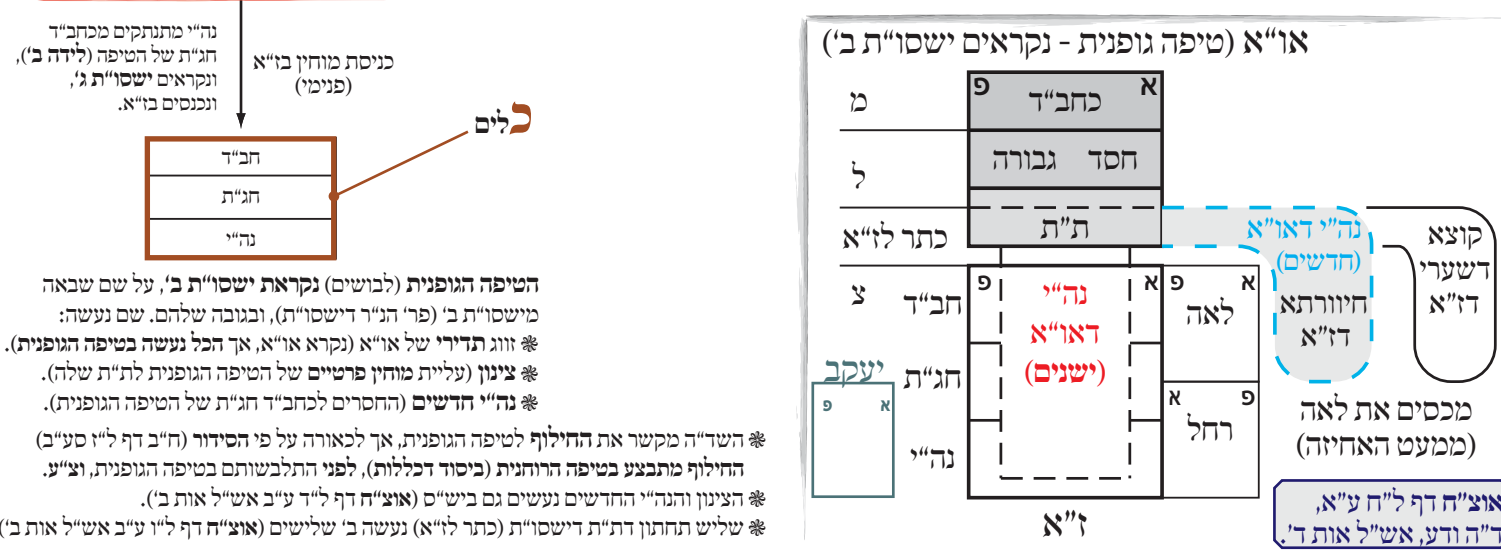 או“א (טיפה גופנית - נקראים ישסו“ת ב‘)
א
פ
כחב“ד
מ
חסד גבורה
ל
ת“ת
כתר לז“א
נה“י דאו“א
(חדשים)
חיוורתא
דז“א
קוצא
דשערי
דז“א
צ
חב“ד
חג“ת
נה“י
פ
א
נה“י
דאו“א
(ישנים)
פ
א
לאה
א
פ
רחל
יעקב
פ
א
מכסים את לאה
(ממעט האחיזה)
ז“א
אוצ“ח דף ל“ח ע“א,
ד“ה ודע, אש“ל אות ד‘.
נה“י מתנתקים מכחב“ד
חג“ת של הטיפה (לידה ב‘),
ונקראים ישסו“ת ג‘,
ונכנסים בז“א.
כניסת מוחין בז“א
(פנימי)
כלים
חב“ד
חג“ת
נה“י
הטיפה הגופנית (לבושים) נקראת ישסו“ת ב‘, על שם שבאה
מישסו“ת ב‘ (פר‘ הנ“ר דישסו“ת), ובגובה שלהם. שם נעשה:
❋ זווג תדירי של או“א (נקרא או“א, אך הכל נעשה בטיפה הגופנית).
❋ צינון (עליית מוחין פרטיים של הטיפה הגופנית לת“ת שלה).
❋ נה“י חדשים (החסרים לכחב“ד חג“ת של הטיפה הגופנית).
❋ השד“ה מקשר את החילוף לטיפה הגופנית, אך לכאורה על פי הסידור (ח“ב דף ל“ז סע“ב)
החילוף מתבצע בטיפה הרוחנית (ביסוד דכללות), לפני התלבשותם בטיפה הגופנית, וצ“ע.
❋ הצינון והנה“י החדשים נעשים גם ביש“ס (אוצ“ח דף ל“ד ע“ב אש“ל אות ב‘).
❋ שליש תחתון דת“ת דישסו“ת (כתר לז“א) נעשה ב‘ שלישים (אוצ“ח דף ל“ו ע“ב אש“ל אות ב‘)